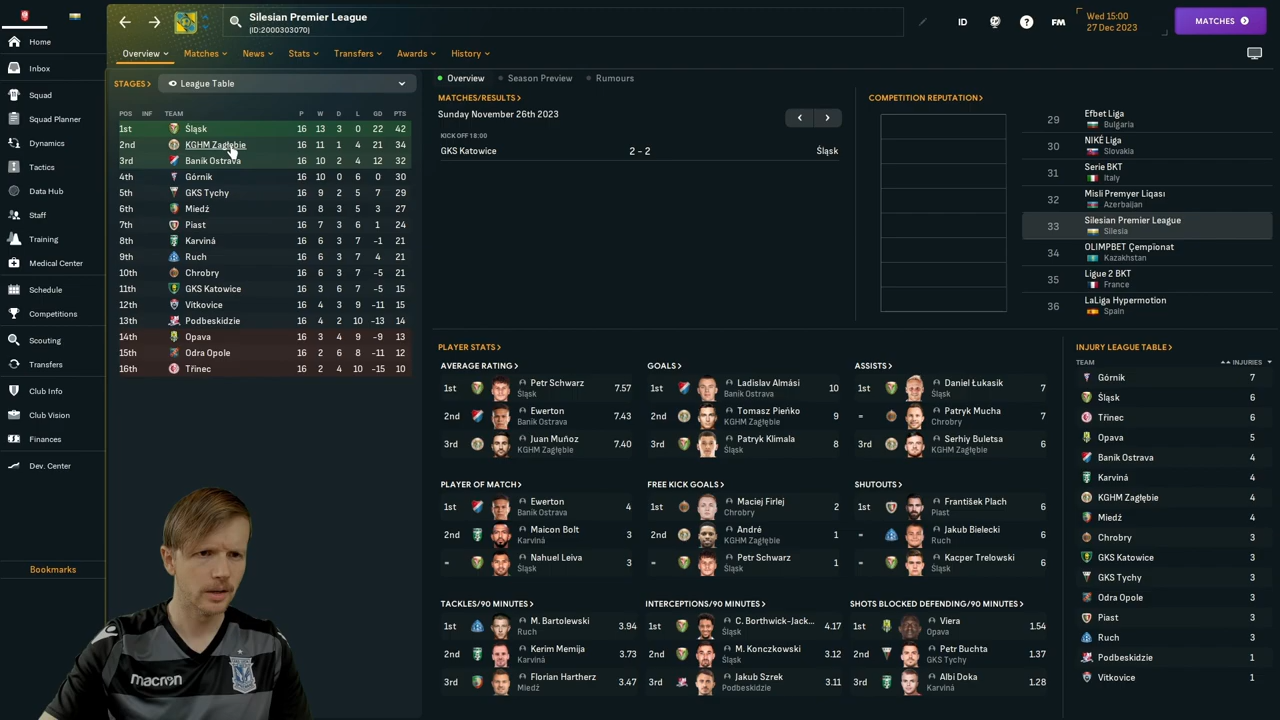 Silesian Premier League
(ID:2000303070)
ID
FM
Wed 15:00
27 Dec 2023
MATCHES
Home
Inbox
Squad
Squad Planner
Dynamics
Tactics
Data Hub
Staff
Training
Medical Center
Schedule
Competitions
Scouting
Transfers
Club Info
Club Vision
Finances
Dev. Center
Bookmarks
Overview
Matches
News
Stats
Transfers
Awards
History
STAGES
League Table
POS INF TEAM P W D L GD PTS
1st Śląsk 16 13 3 0 22 42
2nd KGHM Zagłębie 16 11 1 4 21 34
3rd Baník Ostrava 16 10 2 4 12 32
4th Górnik 16 10 0 6 0 30
5th GKS Tychy 16 9 2 5 7 29
6th Miedź 16 8 3 5 3 27
7th Piast 16 7 3 6 1 24
8th Karviná 16 6 3 7 -1 21
9th Ruch 16 6 3 7 4 21
10th Chrobry 16 6 3 7 -5 21
11th GKS Katowice 16 3 6 7 -5 15
12th Vítkovice 16 4 3 9 -11 15
13th Podbeskidzie 16 4 2 10 -13 14
14th Opava 16 3 4 9 -9 13
15th Odra Opole 16 2 6 8 -11 12
16th Třinec 16 2 4 10 -15 10
Overview
Season Preview
Rumours
MATCHES/RESULTS
Sunday November 26th 2023
KICK OFF 18:00
GKS Katowice 2 - 2 Śląsk
COMPETITION REPUTATION
29 Efbet Liga
Bulgaria
30 NIKÉ Liga
Slovakia
31 Serie BKT
Italy
32 Misli Premyer Liqası
Azerbaijan
33 Silesian Premier League
Silesia
34 OLIMPBET Çempïonat
Kazakhstan
35 Ligue 2 BKT
France
36 LaLiga Hypermotion
Spain
PLAYER STATS
AVERAGE RATING
1st Petr Schwarz 7.57
Śląsk
2nd Ewerton 7.43
Baník Ostrava
3rd Juan Muñoz 7.40
KGHM Zagłębie
GOALS
1st Ladislav Almási 10
Baník Ostrava
2nd Tomasz Pieńko 9
KGHM Zagłębie
3rd Patryk Klimala 8
Śląsk
ASSISTS
1st Daniel Łukasik 7
Śląsk
= Patryk Mucha 7
Chrobry
3rd Serhiy Buletsa 6
KGHM Zagłębie
PLAYER OF MATCH
1st Ewerton 4
Baník Ostrava
2nd Maicon Bolt 3
Karviná
= Nahuel Leiva 3
Śląsk
FREE KICK GOALS
1st Maciej Firlej 2
Chrobry
2nd André 1
KGHM Zagłębie
= Petr Schwarz 1
Śląsk
SHUTOUTS
1st František Plach 6
Piast
= Jakub Bielecki 6
Ruch
= Kacper Trelowski 6
Śląsk
TACKLES/90 MINUTES
1st M. Bartolewski 3.94
Ruch
2nd Kerim Memija 3.73
Karviná
3rd Florian Hartherz 3.47
Miedź
INTERCEPTIONS/90 MINUTES
1st C. Borthwick-Jack... 4.17
Śląsk
2nd M. Konczkowski 3.12
Śląsk
3rd Jakub Szrek 3.11
Podbeskidzie
SHOTS BLOCKED DEFENDING/90 MINUTES
1st Viera 1.54
Opava
2nd Petr Buchta 1.37
GKS Tychy
3rd Albi Doka 1.28
Karviná
INJURY LEAGUE TABLE
TEAM INJURIES
Górnik 7
Śląsk 6
Třinec 6
Opava 5
Baník Ostrava 4
Karviná 4
KGHM Zagłębie 4
Miedź 4
Chrobry 3
GKS Katowice 3
GKS Tychy 3
Odra Opole 3
Piast 3
Ruch 3
Podbeskidzie 1
Vítkovice 1
macron